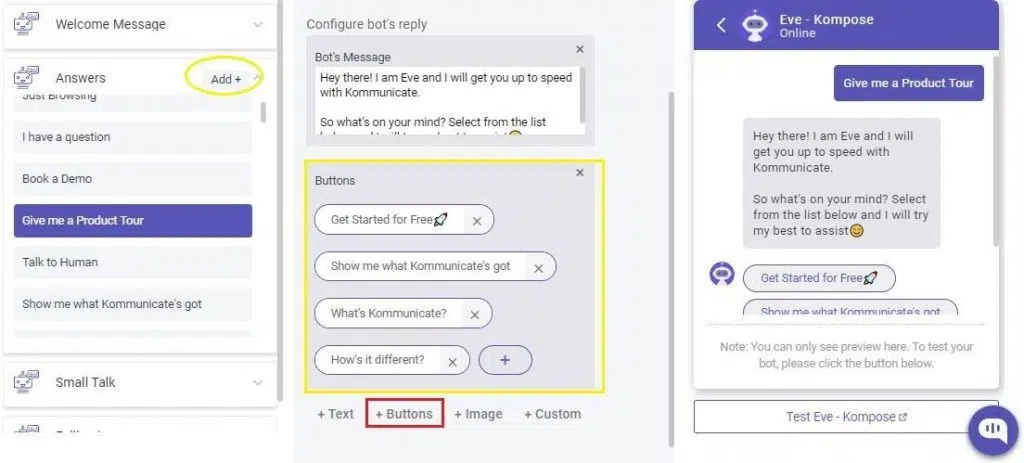 Welcome Message
Answers
Add +
Just Browsing
I have a question
Book a Demo
Give me a Product Tour
Talk to Human
Show me what Kommunicate's got
Small Talk
Configure bot's reply
Bot's Message
Hey there! I am Eve and I will get you up to speed
with Kommunicate.
So what's on your mind? Select from the list
Buttons
Get Started for Free🚀
Show me what Kommunicate's got
What's Kommunicate?
How's it different?
+
+ Text
+ Buttons
+ Image
+ Custom
Eve - Kompose
Online
Give me a Product Tour
Hey there! I am Eve and I will
get you up to speed with
Kommunicate.
So what's on your mind? Select
from the list below and I will try
my best to assist😊
Get Started for Free🚀
Show me what Kommunicate's got
Note: You can only see preview here. To test your
bot, please click the button below.
Test Eve - Kompose